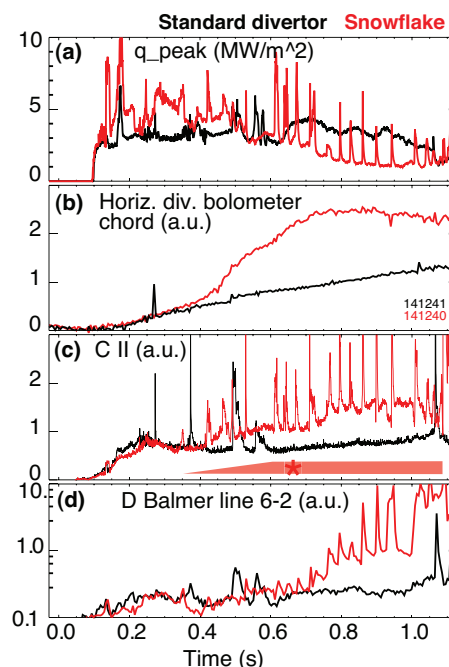 Standard divertor Snowflake
(a) q_peak (MW/m^2)
10
5
0
(b) Horiz. div. bolometer
chord (a.u.)
2
1
0
141241
141240
(c) C II (a.u.)
2
1
0
*
(d) D Balmer line 6-2 (a.u.)
10.
1.0
0.1
0.0 0.2 0.4 0.6 0.8 1.0
Time (s)